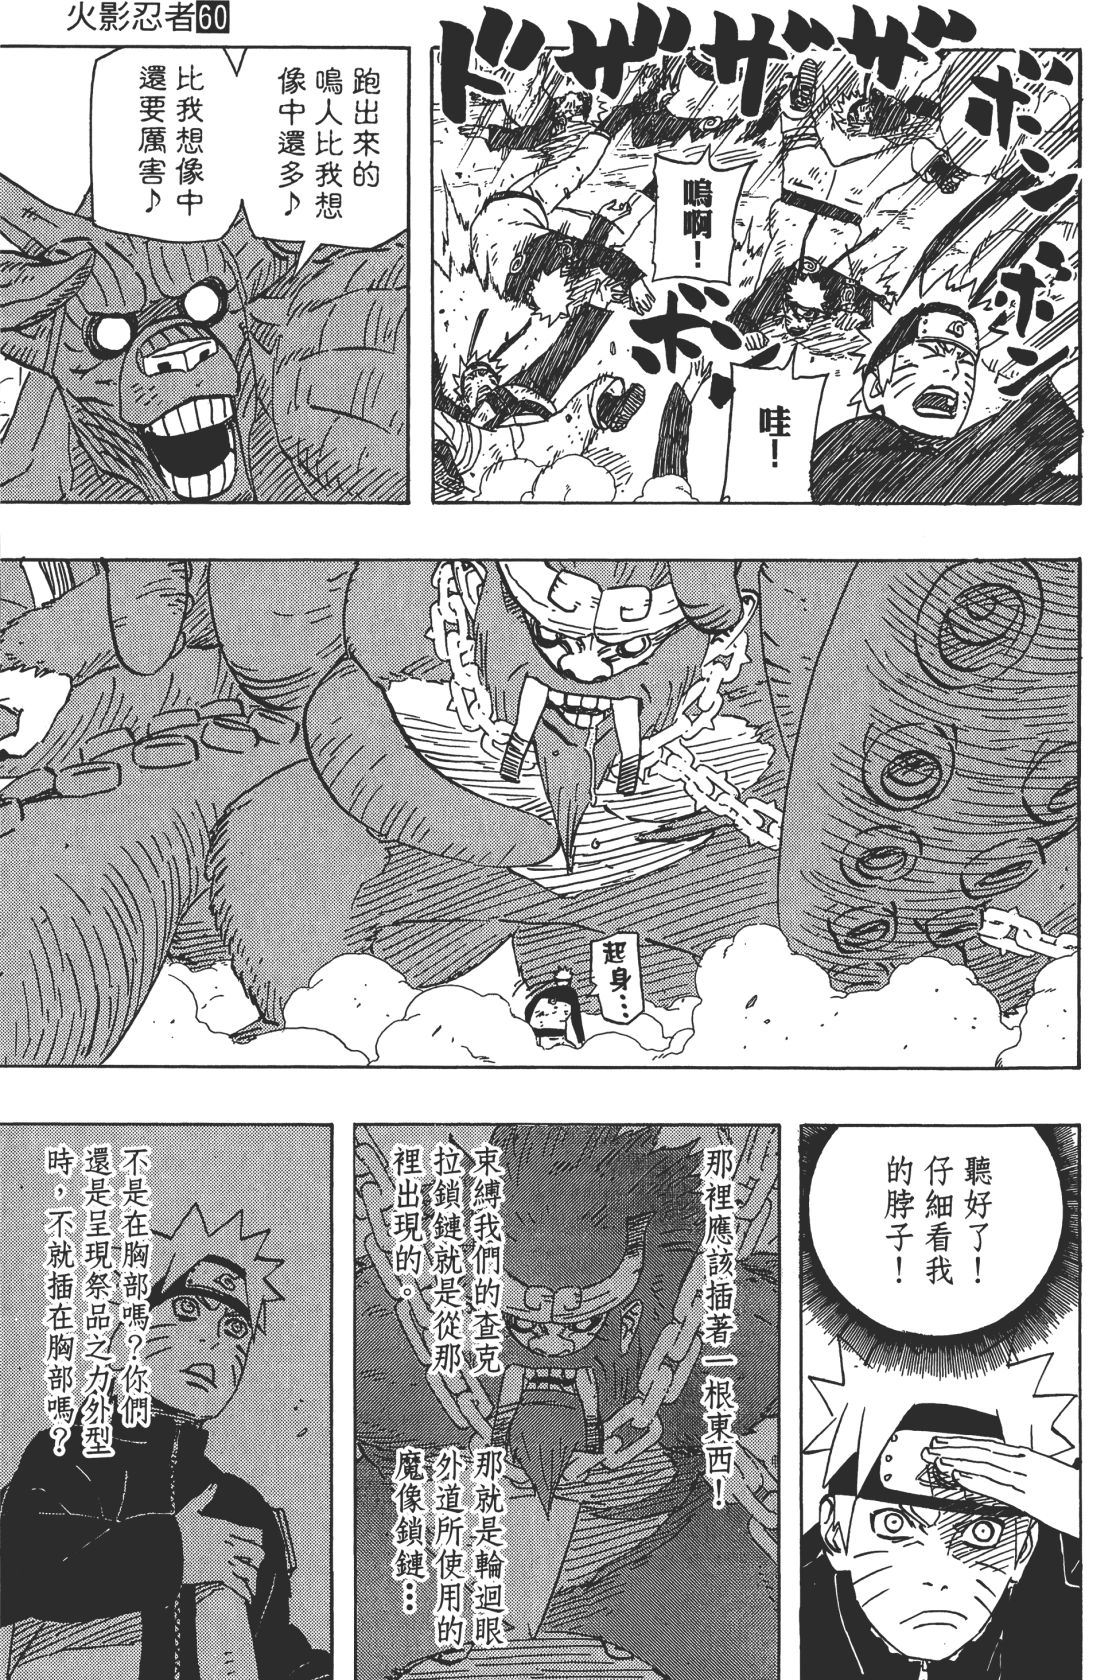 火影忍者60
ドザザザザ
ボン
ボン
ボン
嗚啊！
哇！
跑出來的
鳴人比我想
像中還多♪
比我想像中
還要厲害♪
起身…
聽好了！
仔細看我
的脖子！
那裡應該插著一根東西！
束縛我們的查克
拉鎖鏈就是從那
裡出現的。
那就是輪迴眼
外道所使用的
魔像鎖鏈…
不是在胸部嗎？你們
還是呈現祭品之力外型
時，不就插在胸部嗎？